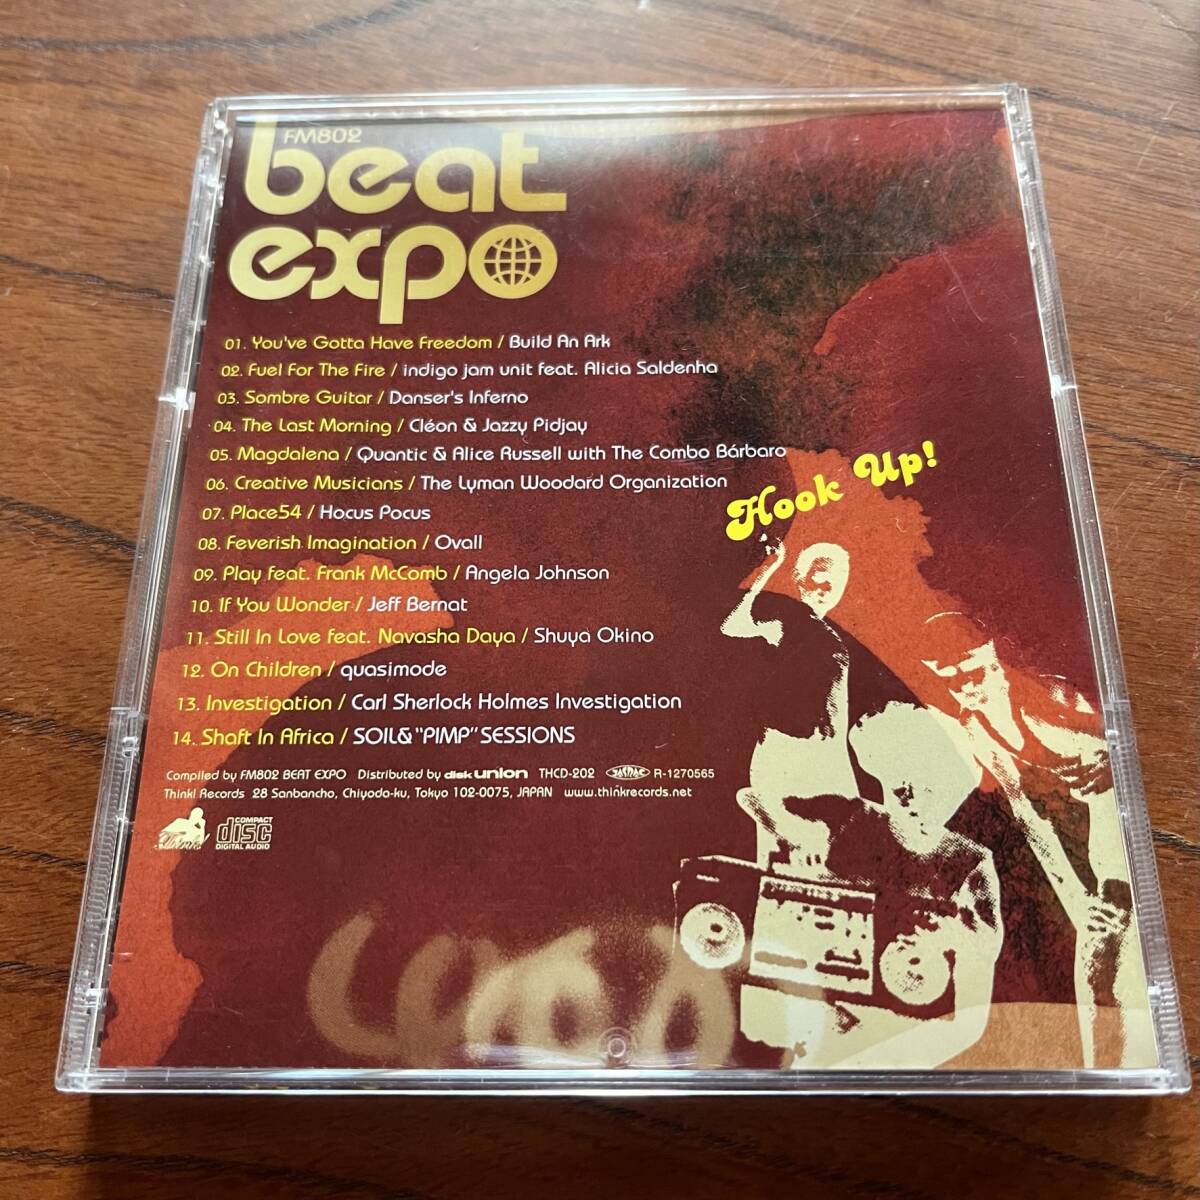 FM802
beat
expo
01. You've Gotta Have Freedom / Build An Ark
02. Fuel For The Fire / indigo jam unit feat. Alicia Saldenha
03. Sombre Guitar / Danser's Inferno
04. The Last Morning / Cléon & Jazzy Pidjay
05. Magdalena / Quantic & Alice Russell with The Combo Bárbaro
06. Creative Musicians / The Lyman Woodard Organization
07. Place54 / Hocus Pocus
08. Feverish Imagination / Ovall
09. Play feat. Frank McComb / Angela Johnson
10. If You Wonder / Jeff Bernat
11. Still In Love feat. Navasha Daya / Shuya Okino
12. On Children / quasimode
13. Investigation / Carl Sherlock Holmes Investigation
14. Shaft In Africa / SOIL&"PIMP"SESSIONS
Hook Up!
Compiled by FM802 BEAT EXPO Distributed by disk union THCD-202 JASRAC R-1270565
Think! Records 28 Sanbancho, Chiyoda-ku, Tokyo 102-0075, JAPAN www.thinkrecords.net
COMPACT
disc
DIGITAL AUDIO